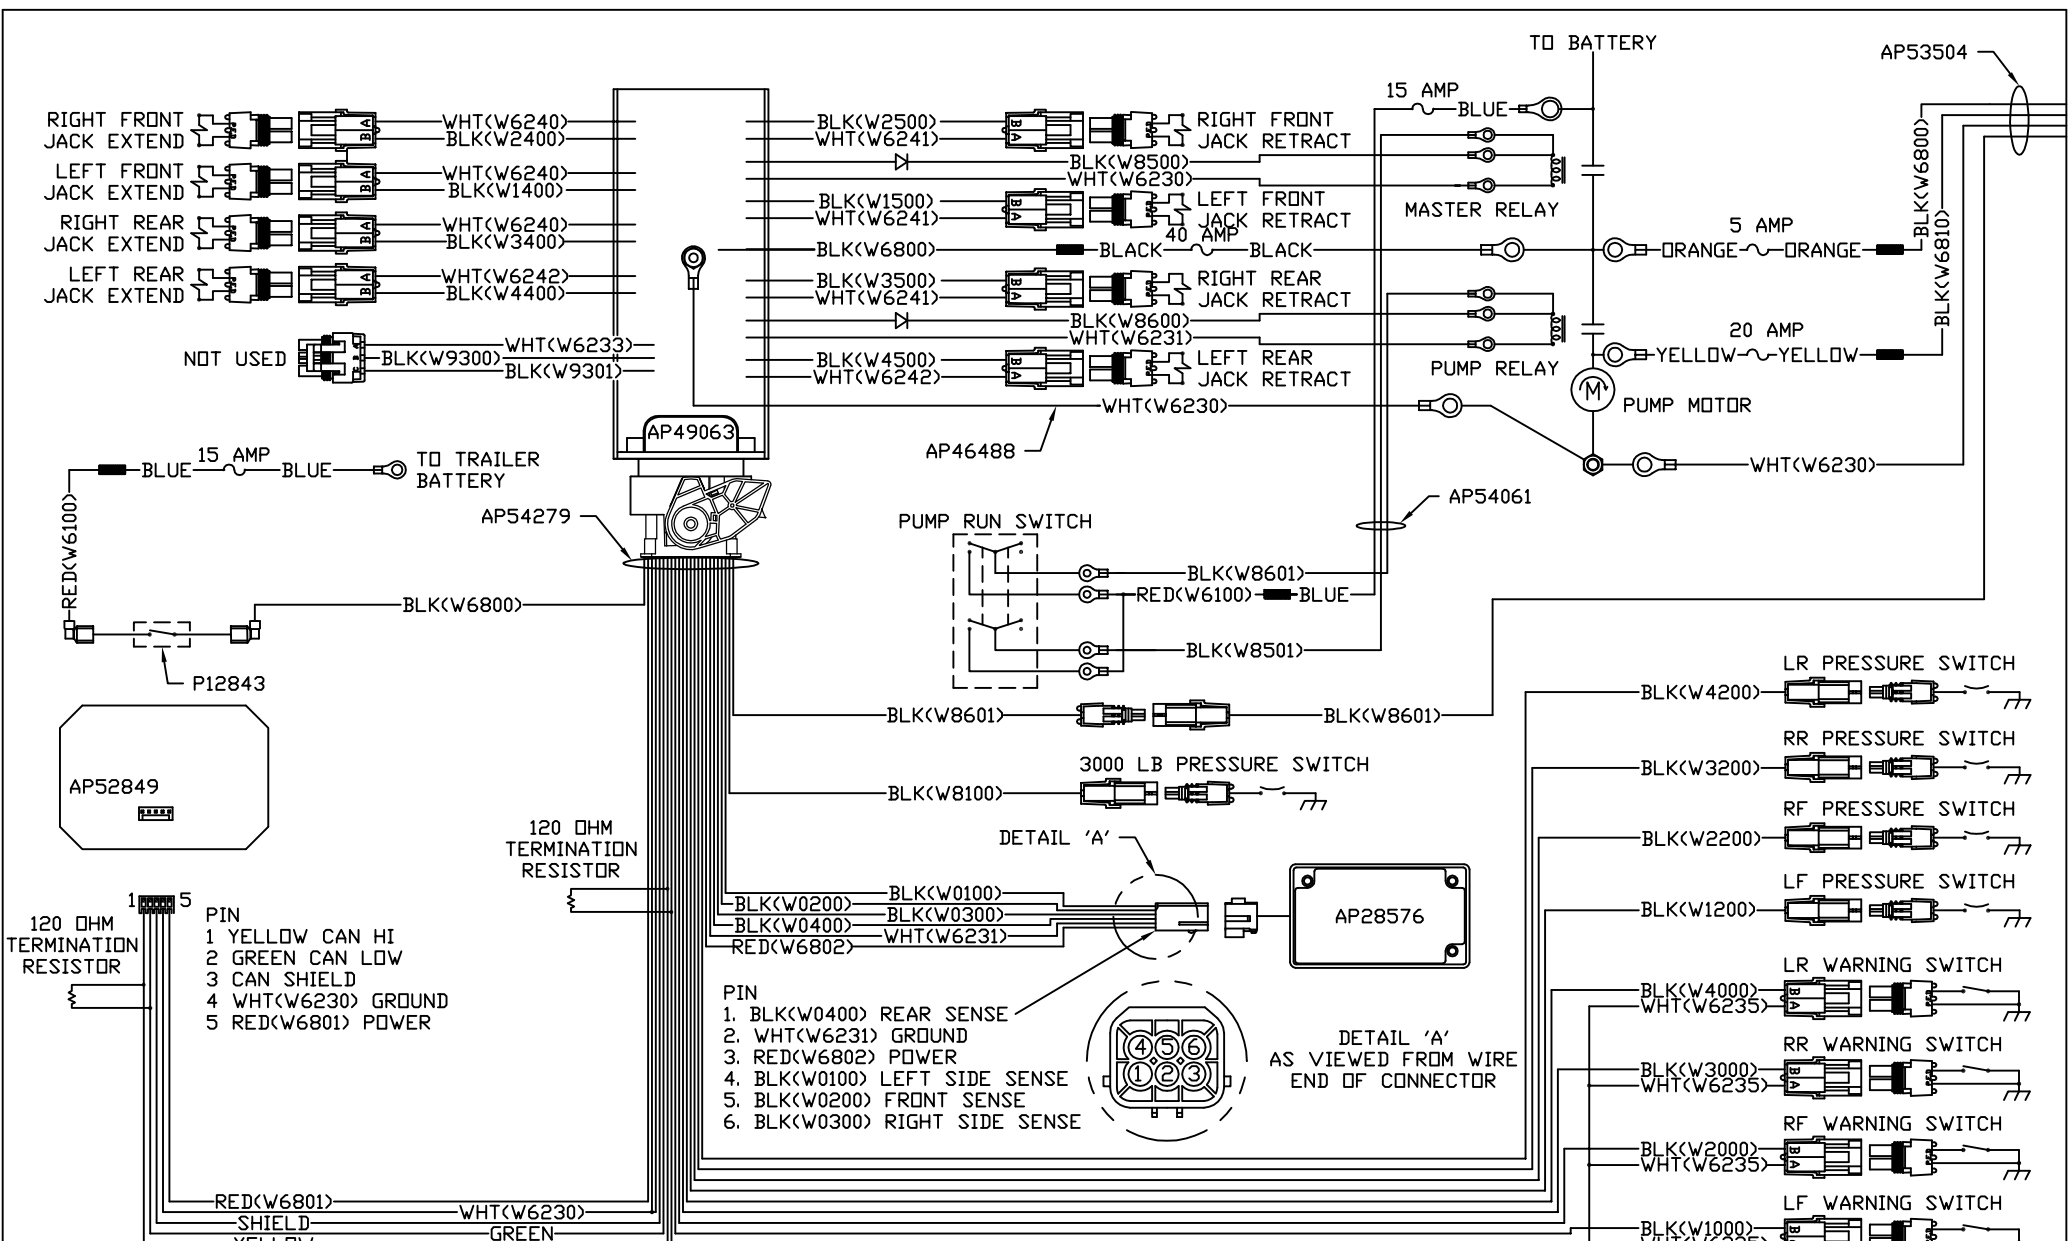 TO BATTERY
AP53504
15 AMP
BLUE
RIGHT FRONT
JACK EXTEND
B A
WHT(W6240)
BLK(W2400)
LEFT FRONT
JACK EXTEND
B A
WHT(W6240)
BLK(W1400)
RIGHT REAR
JACK EXTEND
B A
WHT(W6240)
BLK(W3400)
LEFT REAR
JACK EXTEND
B A
WHT(W6242)
BLK(W4400)
NOT USED
WHT(W6233)
BLK(W9300)
BLK(W9301)
BLK(W2500)
WHT(W6241)
B A
RIGHT FRONT
JACK RETRACT
BLK(W8500)
WHT(W6230)
MASTER RELAY
BLK(W1500)
WHT(W6241)
B A
LEFT FRONT
JACK RETRACT
BLK(W6800)
BLACK
40 AMP
BLACK
5 AMP
ORANGE
ORANGE
BLK(W6800)
BLK(W6810)
BLK(W3500)
WHT(W6241)
B A
RIGHT REAR
JACK RETRACT
BLK(W8600)
WHT(W6231)
PUMP RELAY
20 AMP
YELLOW
YELLOW
BLK(W4500)
WHT(W6242)
B A
LEFT REAR
JACK RETRACT
M
PUMP MOTOR
WHT(W6230)
AP49063
AP46488
WHT(W6230)
15 AMP
BLUE
BLUE
TO TRAILER
BATTERY
RED(W6100)
AP54279
AP54061
PUMP RUN SWITCH
BLK(W8601)
RED(W6100)
BLUE
BLK(W8501)
BLK(W6800)
P12843
BLK(W8601)
BLK(W8601)
3000 LB PRESSURE SWITCH
BLK(W8100)
AP52849
120 OHM
TERMINATION
RESISTOR
DETAIL 'A'
BLK(W0100)
BLK(W0200)
BLK(W0300)
BLK(W0400)
WHT(W6231)
RED(W6802)
AP28576
1
5
120 OHM
TERMINATION
RESISTOR
PIN
1 YELLOW CAN HI
2 GREEN CAN LOW
3 CAN SHIELD
4 WHT(W6230) GROUND
5 RED(W6801) POWER
PIN
1. BLK(W0400) REAR SENSE
2. WHT(W6231) GROUND
3. RED(W6802) POWER
4. BLK(W0100) LEFT SIDE SENSE
5. BLK(W0200) FRONT SENSE
6. BLK(W0300) RIGHT SIDE SENSE
4 5 6
1 2 3
DETAIL 'A'
AS VIEWED FROM WIRE
END OF CONNECTOR
LR PRESSURE SWITCH
BLK(W4200)
RR PRESSURE SWITCH
BLK(W3200)
RF PRESSURE SWITCH
BLK(W2200)
LF PRESSURE SWITCH
BLK(W1200)
LR WARNING SWITCH
BLK(W4000)
WHT(W6235)
B A
RR WARNING SWITCH
BLK(W3000)
WHT(W6235)
B A
RF WARNING SWITCH
BLK(W2000)
WHT(W6235)
B A
LF WARNING SWITCH
BLK(W1000)
WHT(W6235)
B
RED(W6801)
WHT(W6230)
SHIELD
GREEN
YELLOW